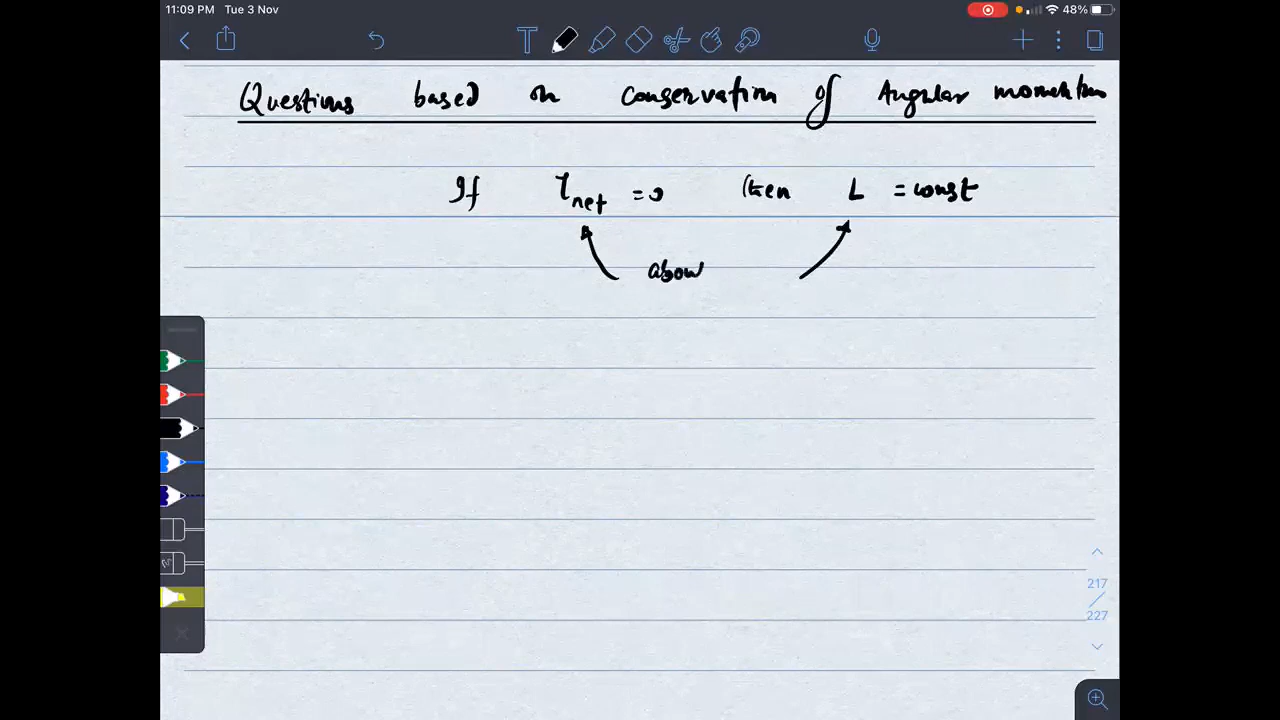 11:09 PM Tue 3 Nov 48%
Questions based on conservation of Angular momentum
If τnet = 0 then L = const
abou
217
227